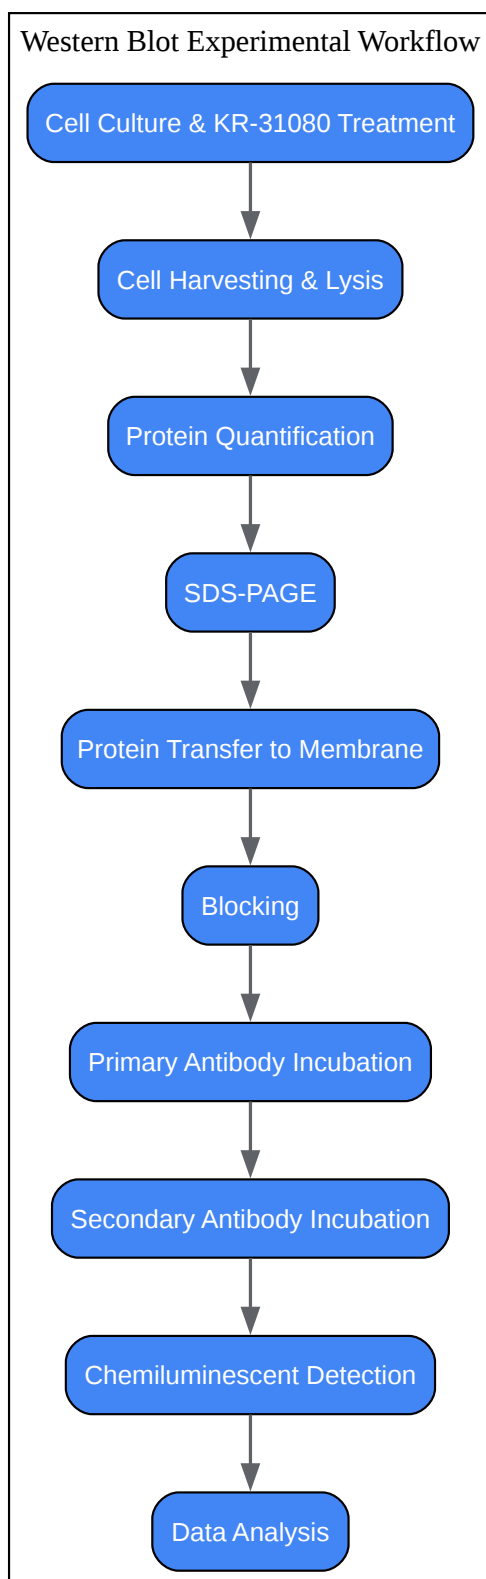 Western Blot Experimental Workflow
Cell Culture & KR-31080 Treatment
Cell Harvesting & Lysis
Protein Quantification
SDS-PAGE
Protein Transfer to Membrane
Blocking
Primary Antibody Incubation
Secondary Antibody Incubation
Chemiluminescent Detection
Data Analysis